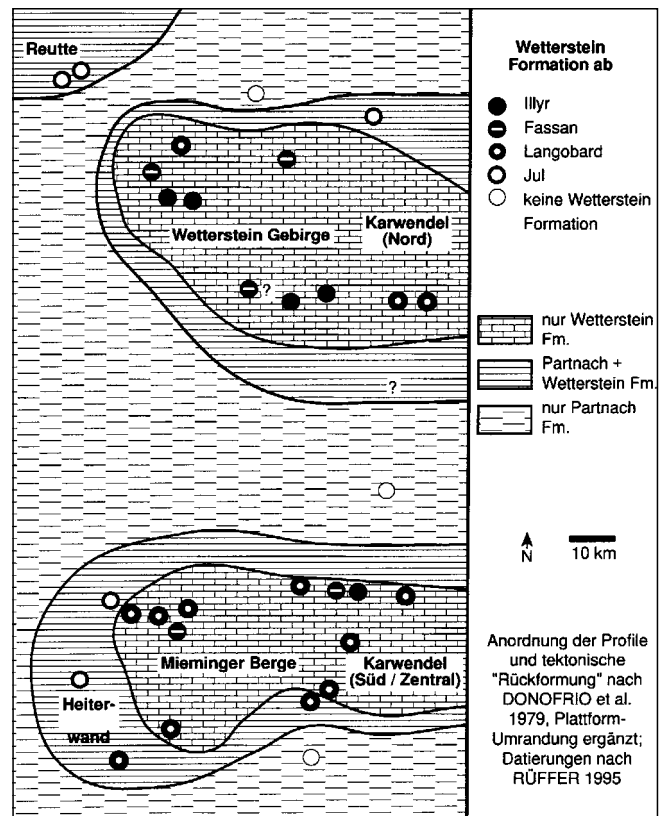 Reutte
Wetterstein Gebirge
Karwendel
(Nord)
?
?
Mieminger Berge
Karwendel
(Süd / Zentral)
Heiter-
wand
Wetterstein
Formation ab
Illyr
Fassan
Langobard
Jul
keine Wetterstein
Formation
nur Wetterstein
Fm.
Partnach +
Wetterstein Fm.
nur Partnach
Fm.
N
10 km
Anordnung der Profile
und tektonische
"Rückformung" nach
DONOFRIO et al.
1979, Plattform-
Umrandung ergänzt;
Datierungen nach
RÜFFER 1995